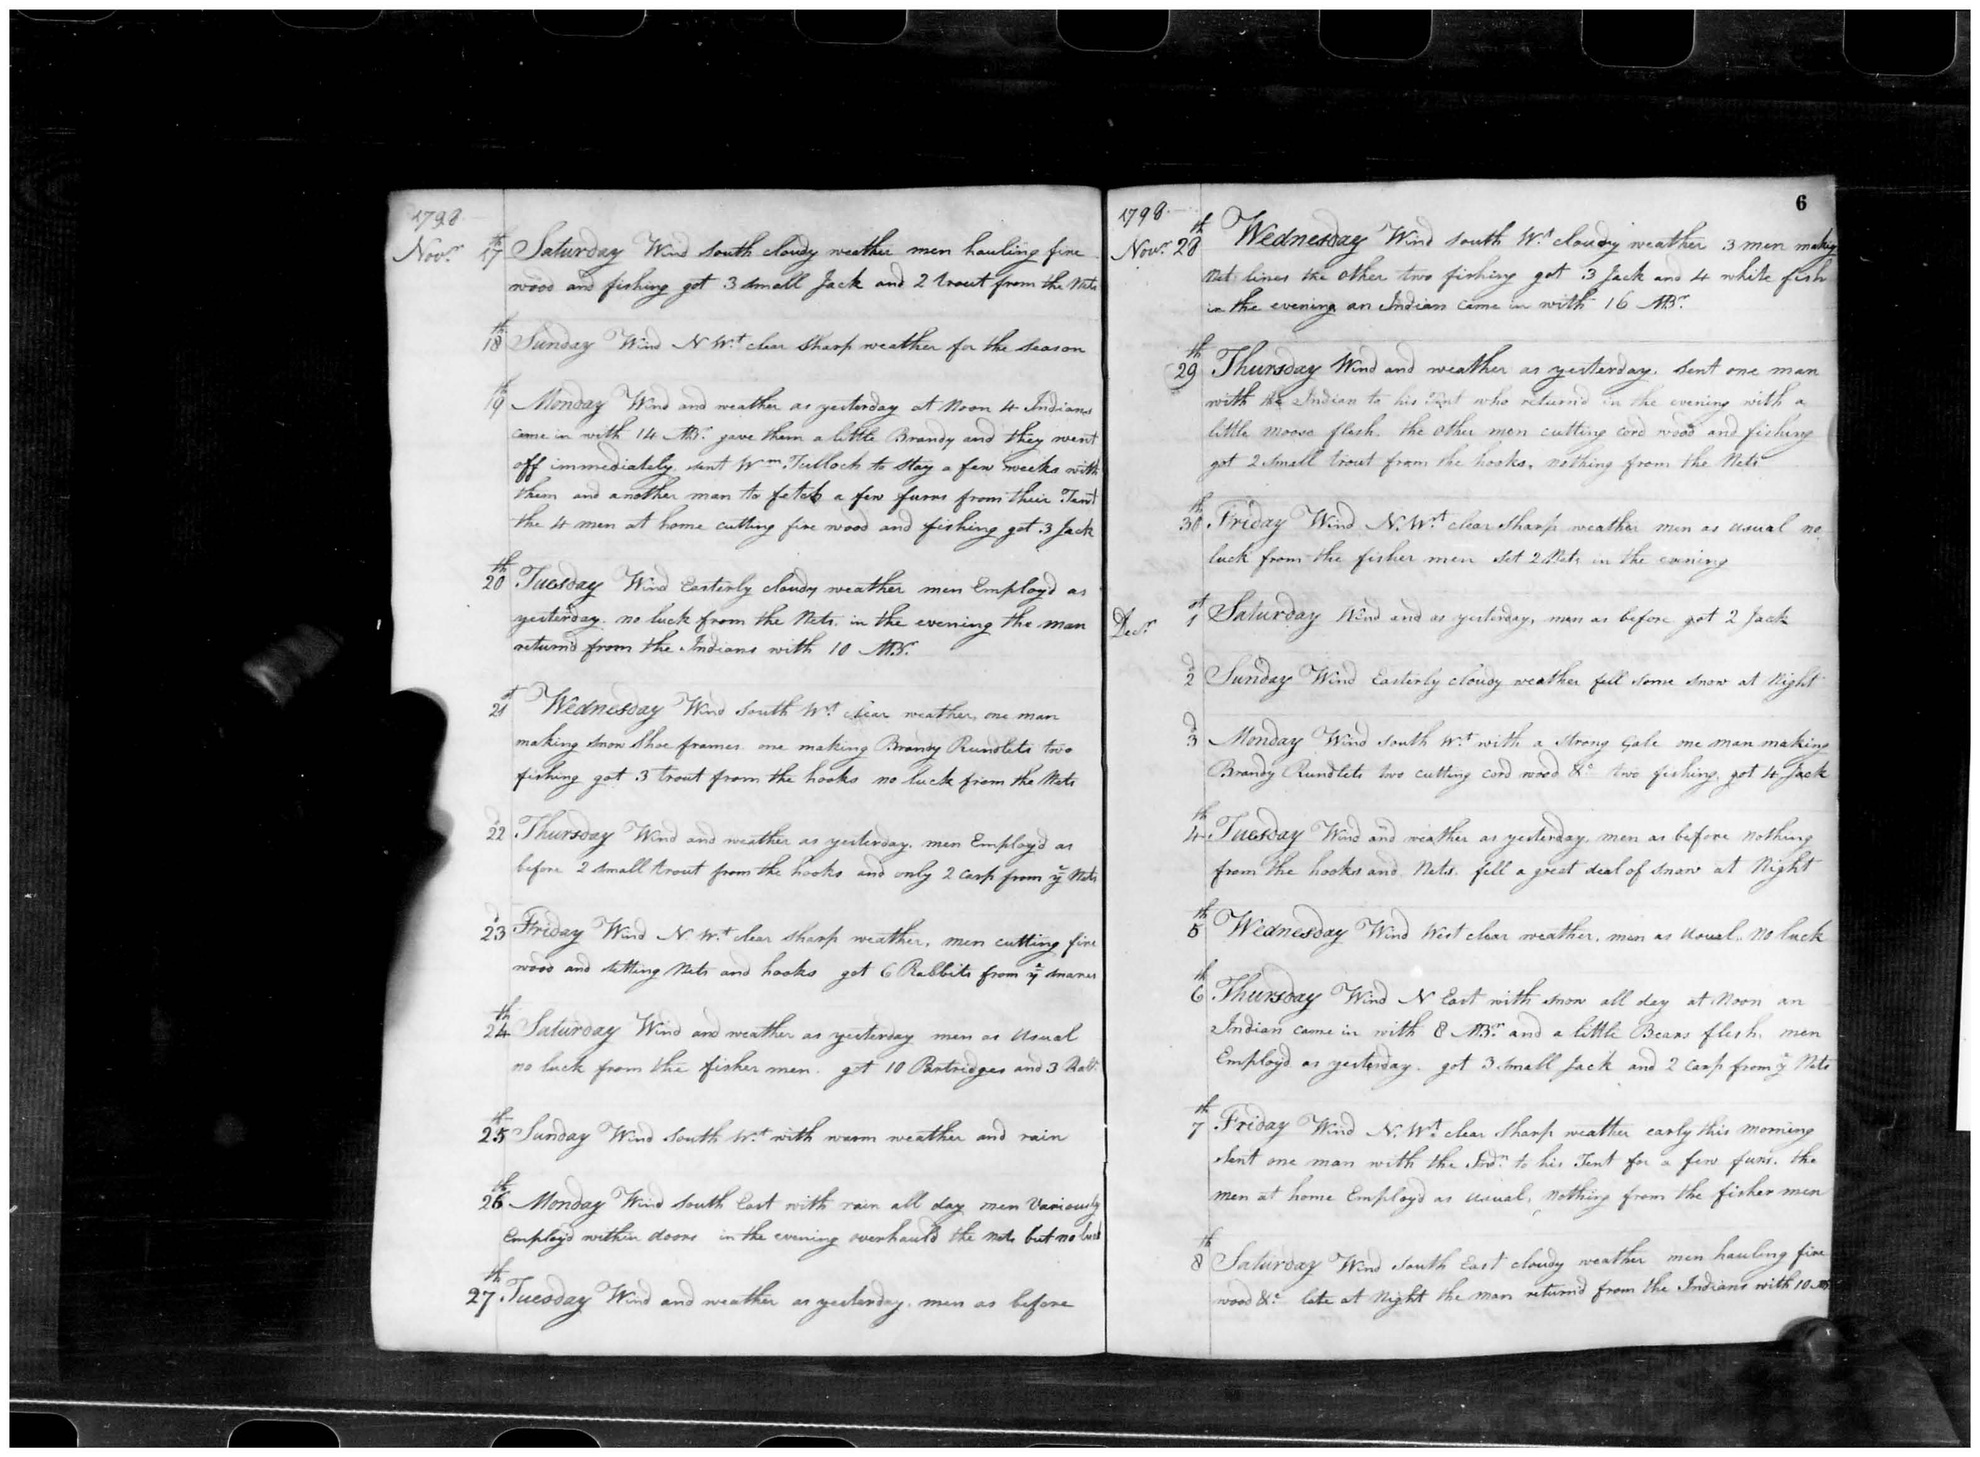 1798
Novr. 17th Saturday Wind South cloudy weather men hauling fire
wood and fishing got 3 small Jack and 2 trout from the Nets
18th Sunday Wind N Wt. clear Sharp weather for the season
19th Monday Wind and weather as yesterday at Noon 4 Indians
came in with 14 MBr. gave them a little Brandy and they went
off immediately. sent Wm. Tulloch to stay a few weeks with
them and another man to fetch a few furrs from their Tent
the 4 men at home cutting fire wood and fishing got 3 Jack
20th Tuesday Wind Easterly cloudy weather men Employd as
yesterday. no luck from the Nets. in the evening the man
returnd from the Indians with 10 MBr.
21st Wednesday Wind South Wt. clear weather, one man
making Snow Shoe frames. one making Brandy Rundlets two
fishing got 3 trout from the hooks no luck from the Nets
22d Thursday Wind and weather as yesterday. men Employd as
before 2 small trout from the hooks and only 2 Carp from ye Nets
23d Friday Wind N Wt. clear sharp weather, men cutting fire
wood and setting Nets and hooks got 6 Rabbits from ye snares
24th Saturday Wind and weather as yesterday men as Usual
no luck from the fisher men. got 10 Partridges and 3 Rabt.
25th Sunday Wind South Wt. with warm weather and rain
26th Monday Wind South East with rain all day men Variously
Employd within doors in the evening overhauld the nets but no luck
27th Tuesday Wind and weather as yesterday. men as before
6
1798
Novr. 28th Wednesday Wind South Wt. cloudy weather 3 men making
Net lines the other two fishing got 3 Jack and 4 white fish
in the evening an Indian came in with 16 MBr.
29th Thursday Wind and weather as yesterday. sent one man
with the Indian to his Tent who returnd in the evening with a
little moose flesh. the other men cutting cord wood and fishing
got 2 small trout from the hooks, nothing from the Nets
30th Friday Wind N. Wt. clear Sharp weather men as usual no
luck from the fisher men set 2 Nets in the evening
Decr. 1st Saturday Wind and as yesterday, men as before got 2 Jack
2d Sunday Wind Easterly cloudy weather fell some snow at Night
3d Monday Wind South Wt. with a strong Gale one man making
Brandy Rundlets two cutting cord wood &c. two fishing, got 4 Jack
4th Tuesday Wind and weather as yesterday. men as before nothing
from the hooks and Nets. fell a great deal of snow at Night
5th Wednesday Wind West clear weather. men as Usual. No luck
6th Thursday Wind N East with snow all day at Noon an
Indian came in with 8 MBr. and a little Bears flesh. men
Employd as yesterday. got 3 small Jack and 2 Carp from ye Nets
7th Friday Wind N. Wt. clear Sharp weather early this morning
sent one man with the Indn. to his Tent for a few furs. the
men at home Employd as usual, nothing from the fisher men
8th Saturday Wind South East cloudy weather men hauling fire
wood &c. late at Night the man returnd from the Indians with 10 MBr